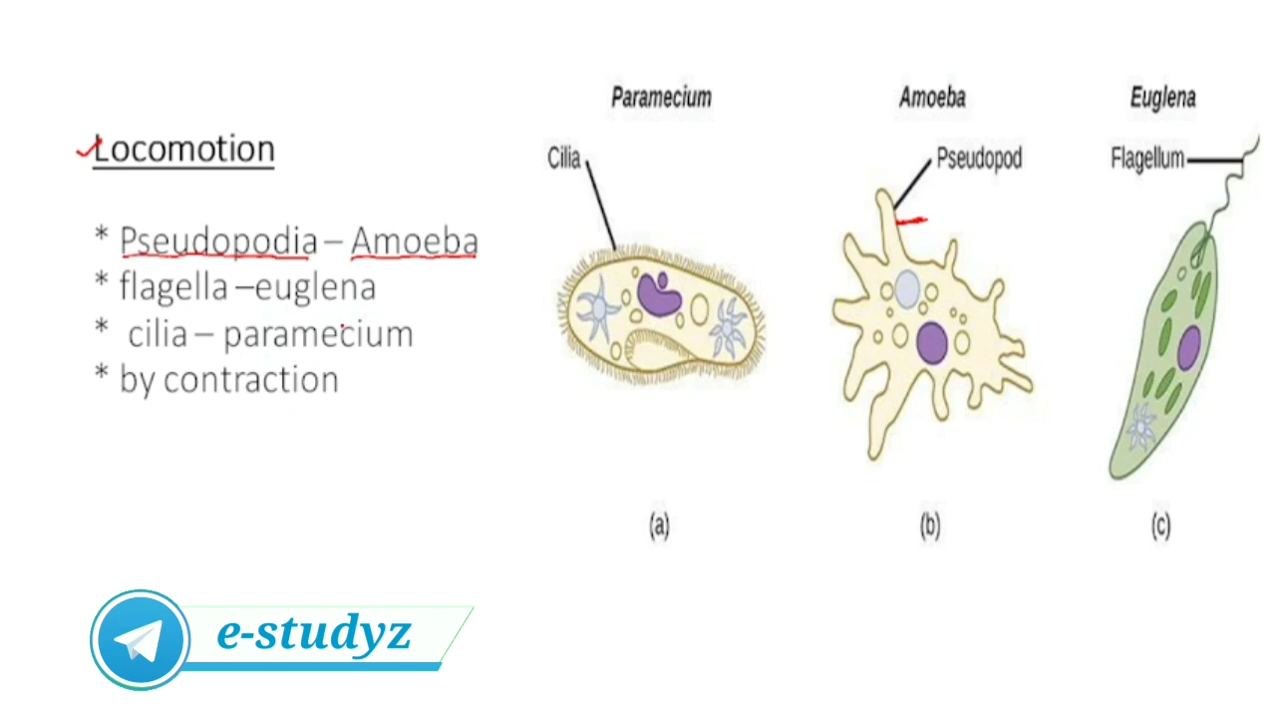 Locomotion
* Pseudopodia – Amoeba
* flagella –euglena
* cilia – paramecium
* by contraction
Paramecium
Amoeba
Euglena
Cilia
Pseudopod
Flagellum
(a)
(b)
(c)
e-studyz